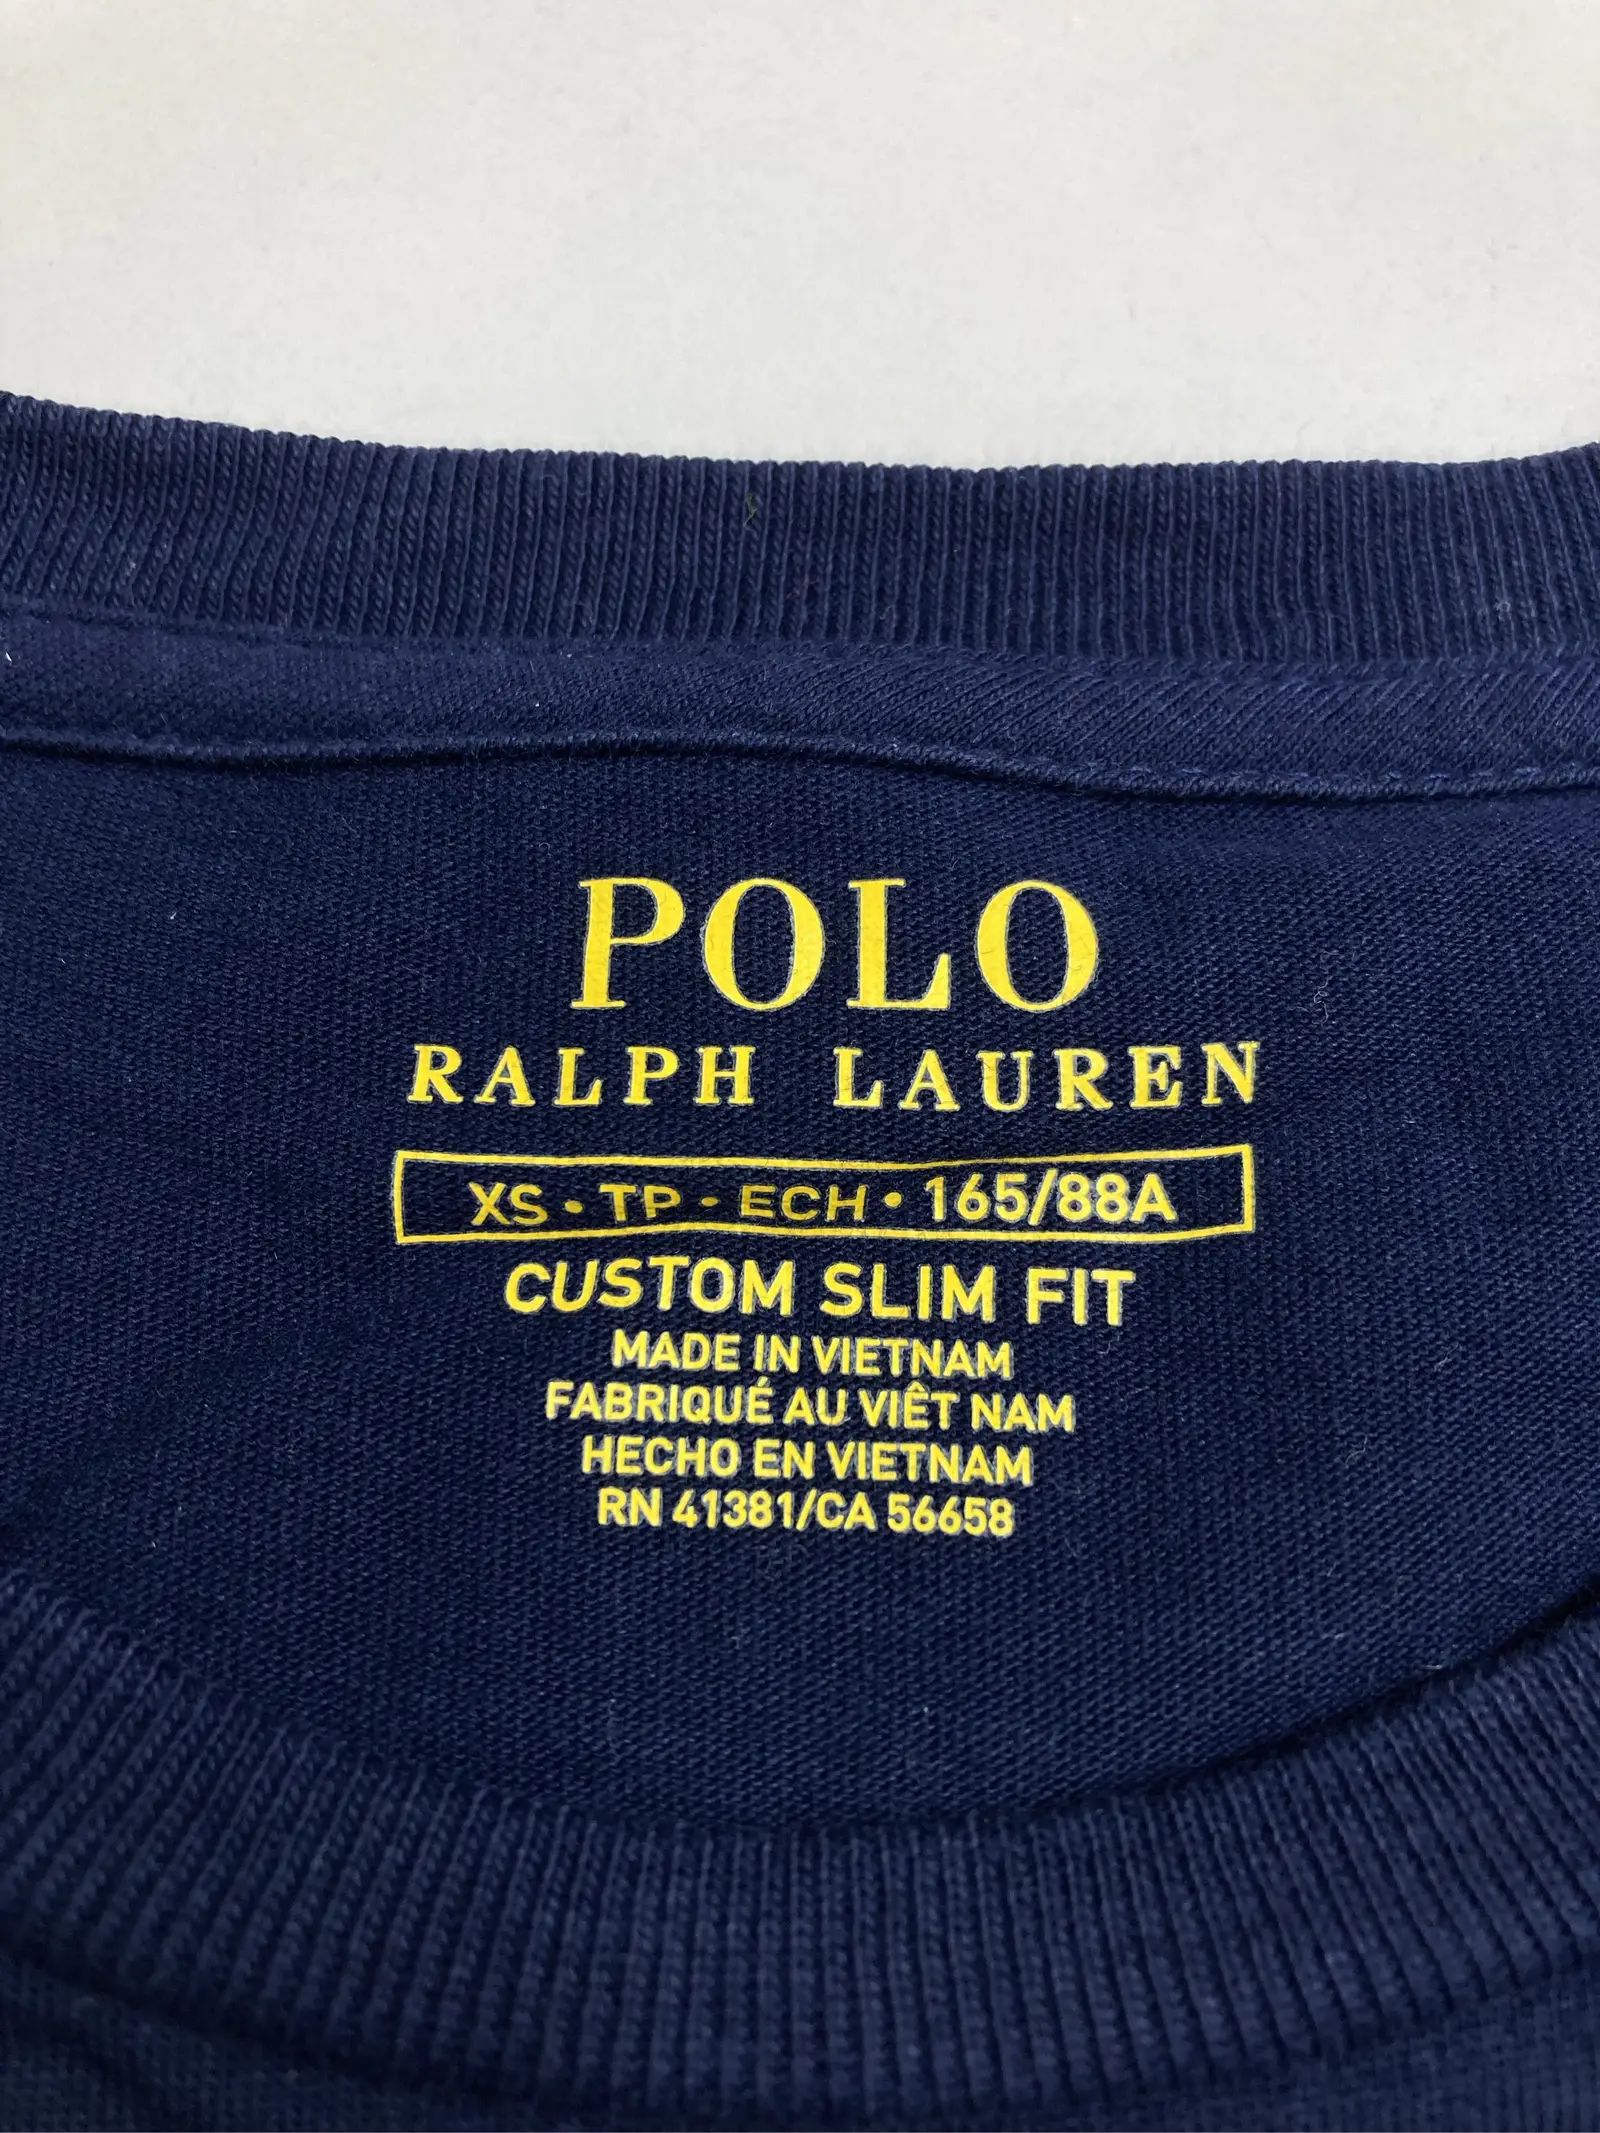 POLO
RALPH LAUREN
XS • TP • ECH • 165/88A
CUSTOM SLIM FIT
MADE IN VIETNAM
FABRIQUÉ AU VIÊT NAM
HECHO EN VIETNAM
RN 41381/CA 56658